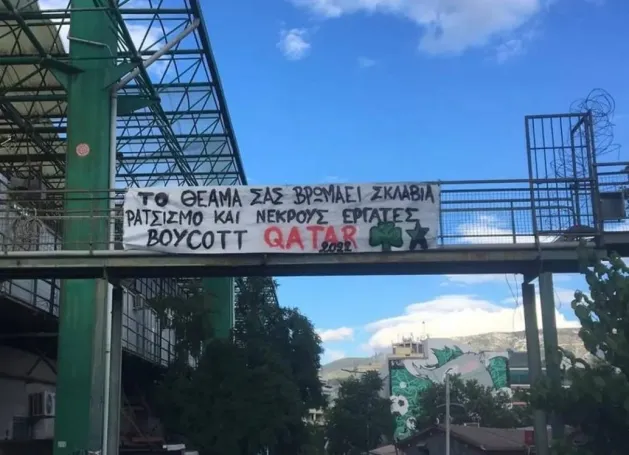 ΤΟ ΘΕΑΜΑ ΣΑΣ ΒΡΩΜΑΕΙ ΣΚΛΑΒΙΑ
ΡΑΤΣΙΣΜΟ ΚΑΙ ΝΕΚΡΟΥΣ ΕΡΓΑΤΕΣ
BOYCOTT QATAR
2022